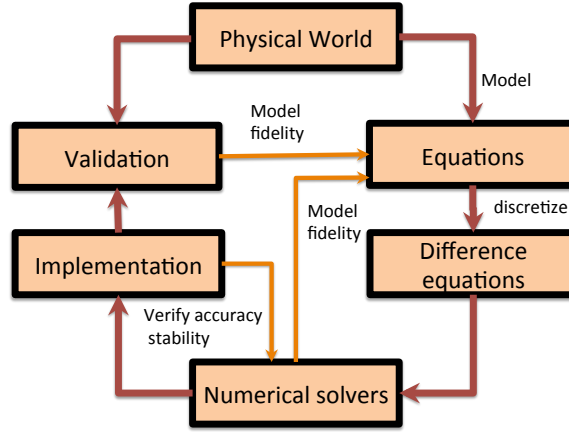 Physical World
Model
Model
fidelity
Validation
Equations
Model
fidelity
discretize
Implementation
Difference
equations
Verify accuracy
stability
Numerical solvers